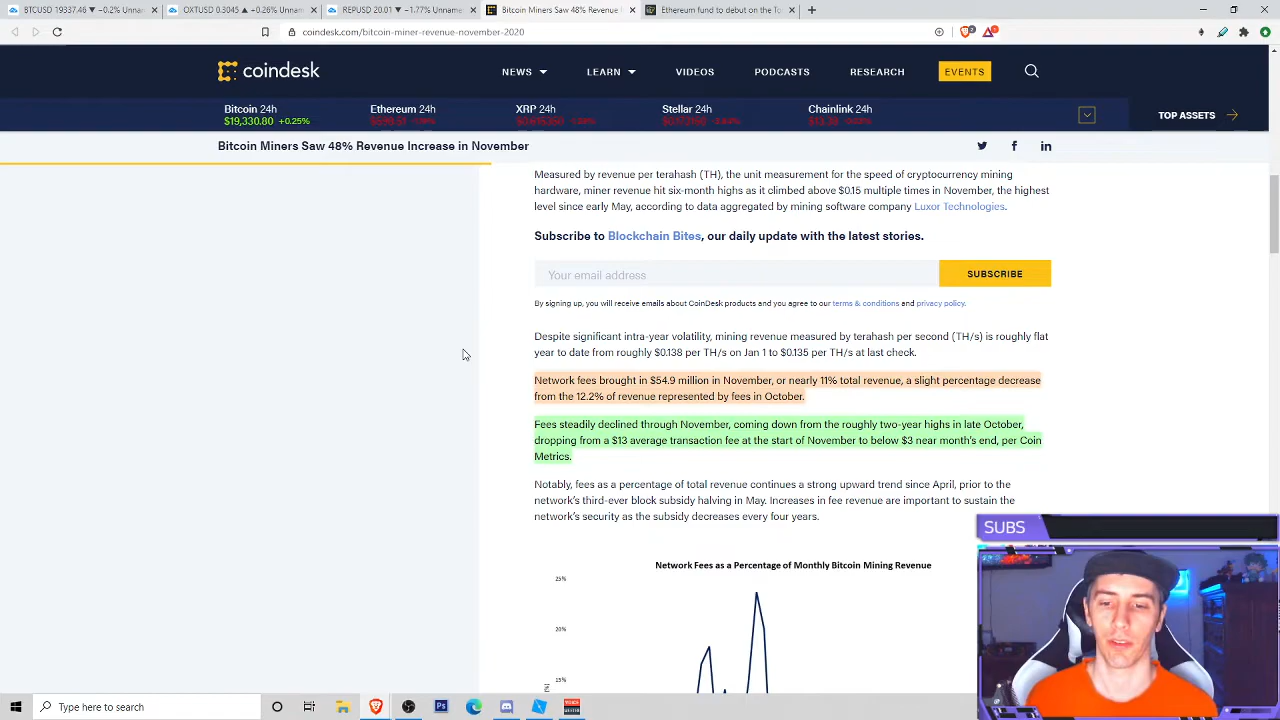 BTCUSD 19337.46 ▼ −0.2% Unnam
OXTUSD 0.3045 ▲ +0.26% Unnam
REPUSD 20.01 ▼ −1.77% Unname
Bitcoin Miners Saw 48% Revenue I
Ethereum fund to debut on the To
coindesk.com/bitcoin-miner-revenue-november-2020
coindesk
NEWS
LEARN
VIDEOS
PODCASTS
RESEARCH
EVENTS
Bitcoin 24h
Ethereum 24h
XRP 24h
Stellar 24h
Chainlink 24h
$19,330.80 +0.25%
TOP ASSETS
Bitcoin Miners Saw 48% Revenue Increase in November
Measured by revenue per terahash (TH), the unit measurement for the speed of cryptocurrency mining
hardware, miner revenue hit six-month highs as it climbed above $0.15 multiple times in November, the highest
level since early May, according to data aggregated by mining software company Luxor Technologies.
Subscribe to Blockchain Bites, our daily update with the latest stories.
Your email address
SUBSCRIBE
By signing up, you will receive emails about CoinDesk products and you agree to our terms & conditions and privacy policy.
Despite significant intra-year volatility, mining revenue measured by terahash per second (TH/s) is roughly flat
year to date from roughly $0.138 per TH/s on Jan 1 to $0.135 per TH/s at last check.
Network fees brought in $54.9 million in November, or nearly 11% total revenue, a slight percentage decrease
from the 12.2% of revenue represented by fees in October.
Fees steadily declined through November, coming down from the roughly two-year highs in late October,
dropping from a $13 average transaction fee at the start of November to below $3 near month's end, per Coin
Metrics.
Notably, fees as a percentage of total revenue continues a strong upward trend since April, prior to the
network's third-ever block subsidy halving in May. Increases in fee revenue are important to sustain the
network's security as the subsidy decreases every four years.
SUBS
Network Fees as a Percentage of Monthly Bitcoin Mining Revenue
25%
20%
15%
Type here to search